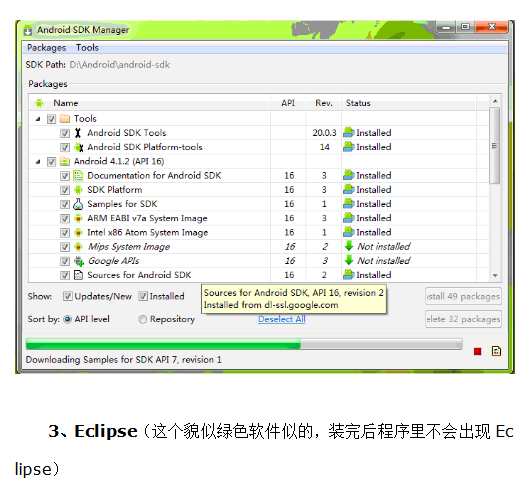 Android SDK Manager
Packages Tools
SDK Path: D:\Android\android-sdk
Packages
Name API Rev. Status
Tools
Android SDK Tools 20.0.3 Installed
Android SDK Platform-tools 14 Installed
Android 4.1.2 (API 16)
Documentation for Android SDK 16 3 Installed
SDK Platform 16 3 Installed
Samples for SDK 16 1 Installed
ARM EABI v7a System Image 16 3 Installed
Intel x86 Atom System Image 16 1 Installed
Mips System Image 16 2 Not installed
Google APIs 16 3 Not installed
Sources for Android SDK 16 2 Installed
Sources for Android SDK, API 16, revision 2
Installed from dl-ssl.google.com
Show: Updates/New Installed stall 49 packages
Sort by: API level Repository Deselect All elete 32 packages
Downloading Samples for SDK API 7, revision 1
3、Eclipse（这个貌似绿色软件似的，装完后程序里不会出现 Ec
lipse）